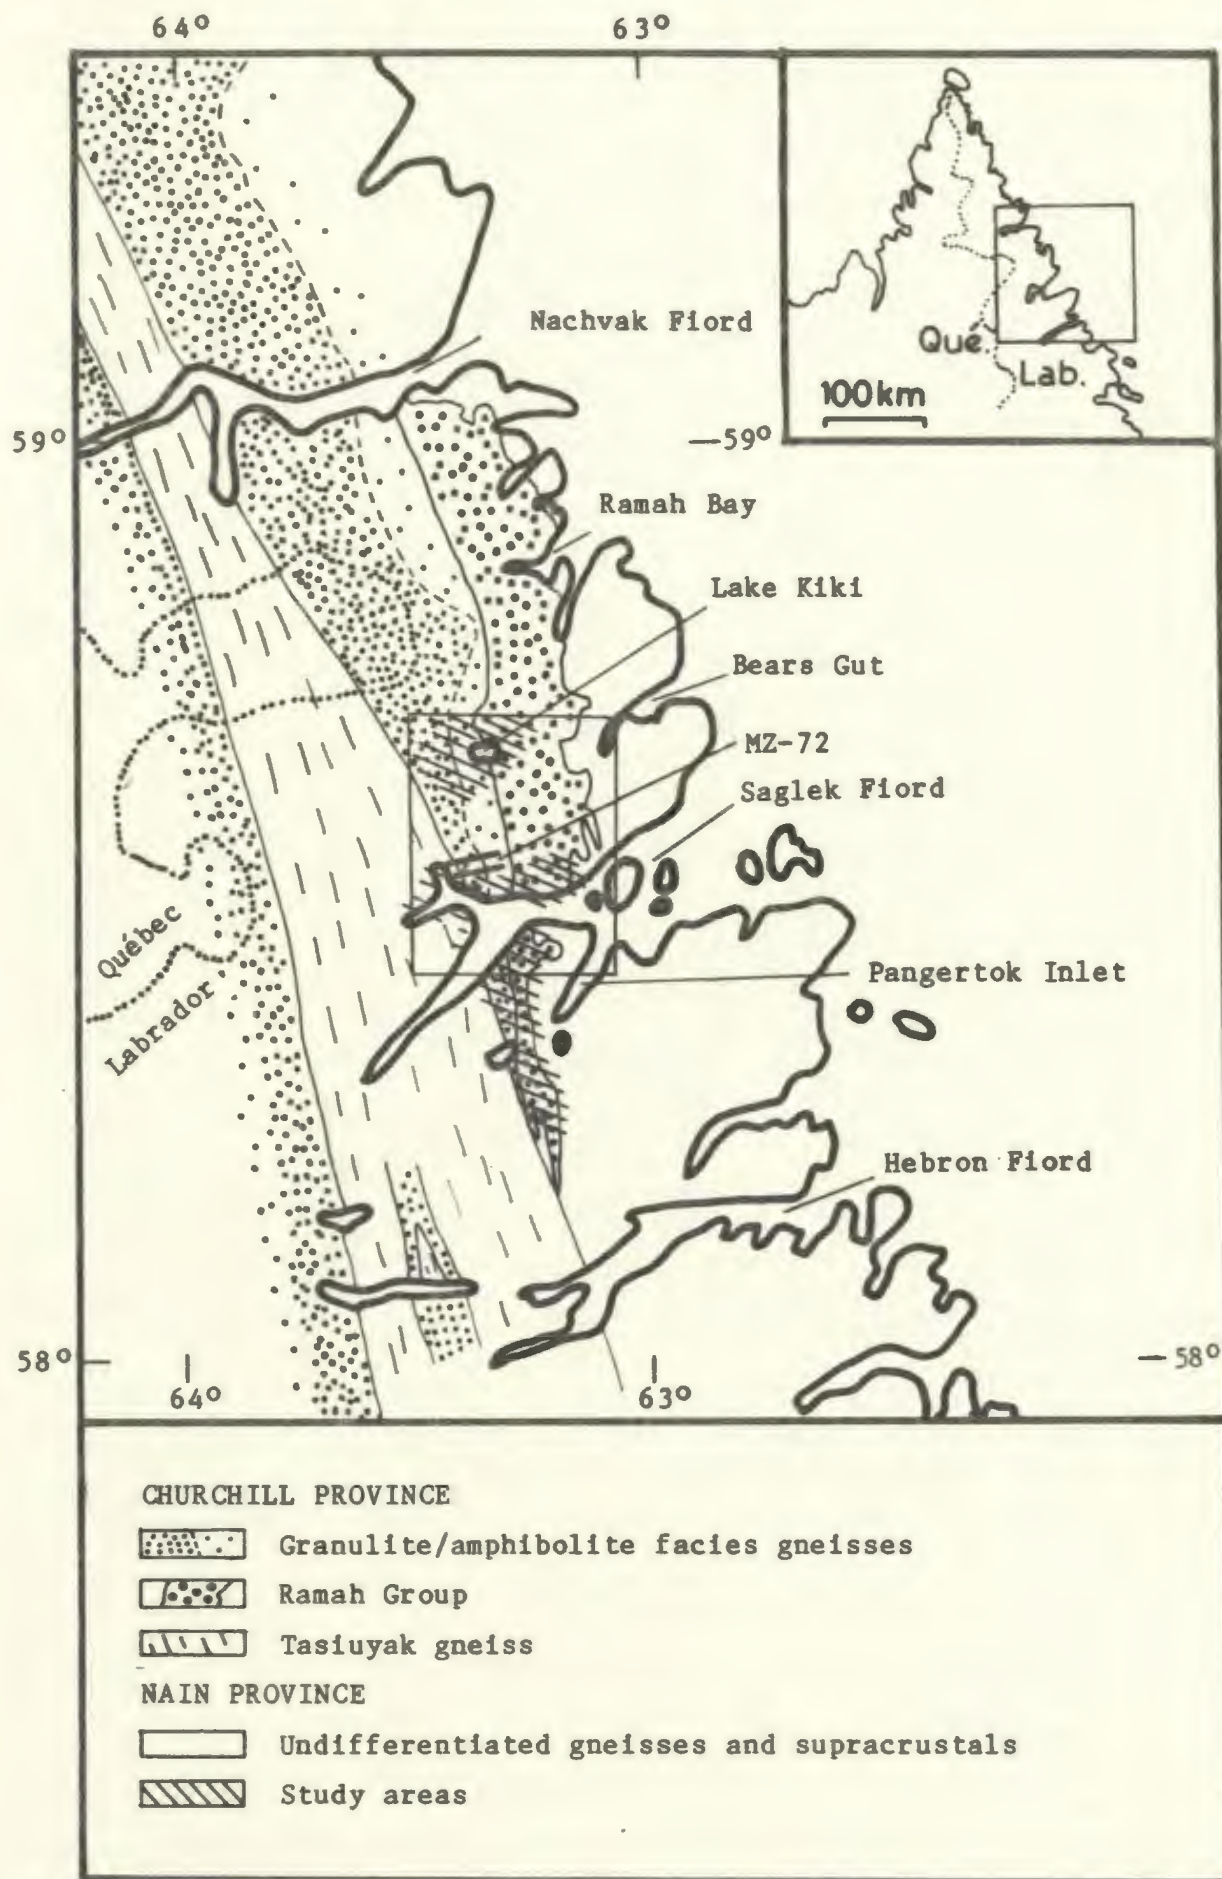 64° 63°
Que.
Lab.
100km
Nachvak Fiord
59° —59°
Ramah Bay
Lake Kiki
Bears Gut
MZ-72
Saglek Fiord
Québec
Labrador
Pangertok Inlet
Hebron Fiord
58° —58°
64° 63°
CHURCHILL PROVINCE
Granulite/amphibolite facies gneisses
Ramah Group
Tasiuyak gneiss
NAIN PROVINCE
Undifferentiated gneisses and supracrustals
Study areas